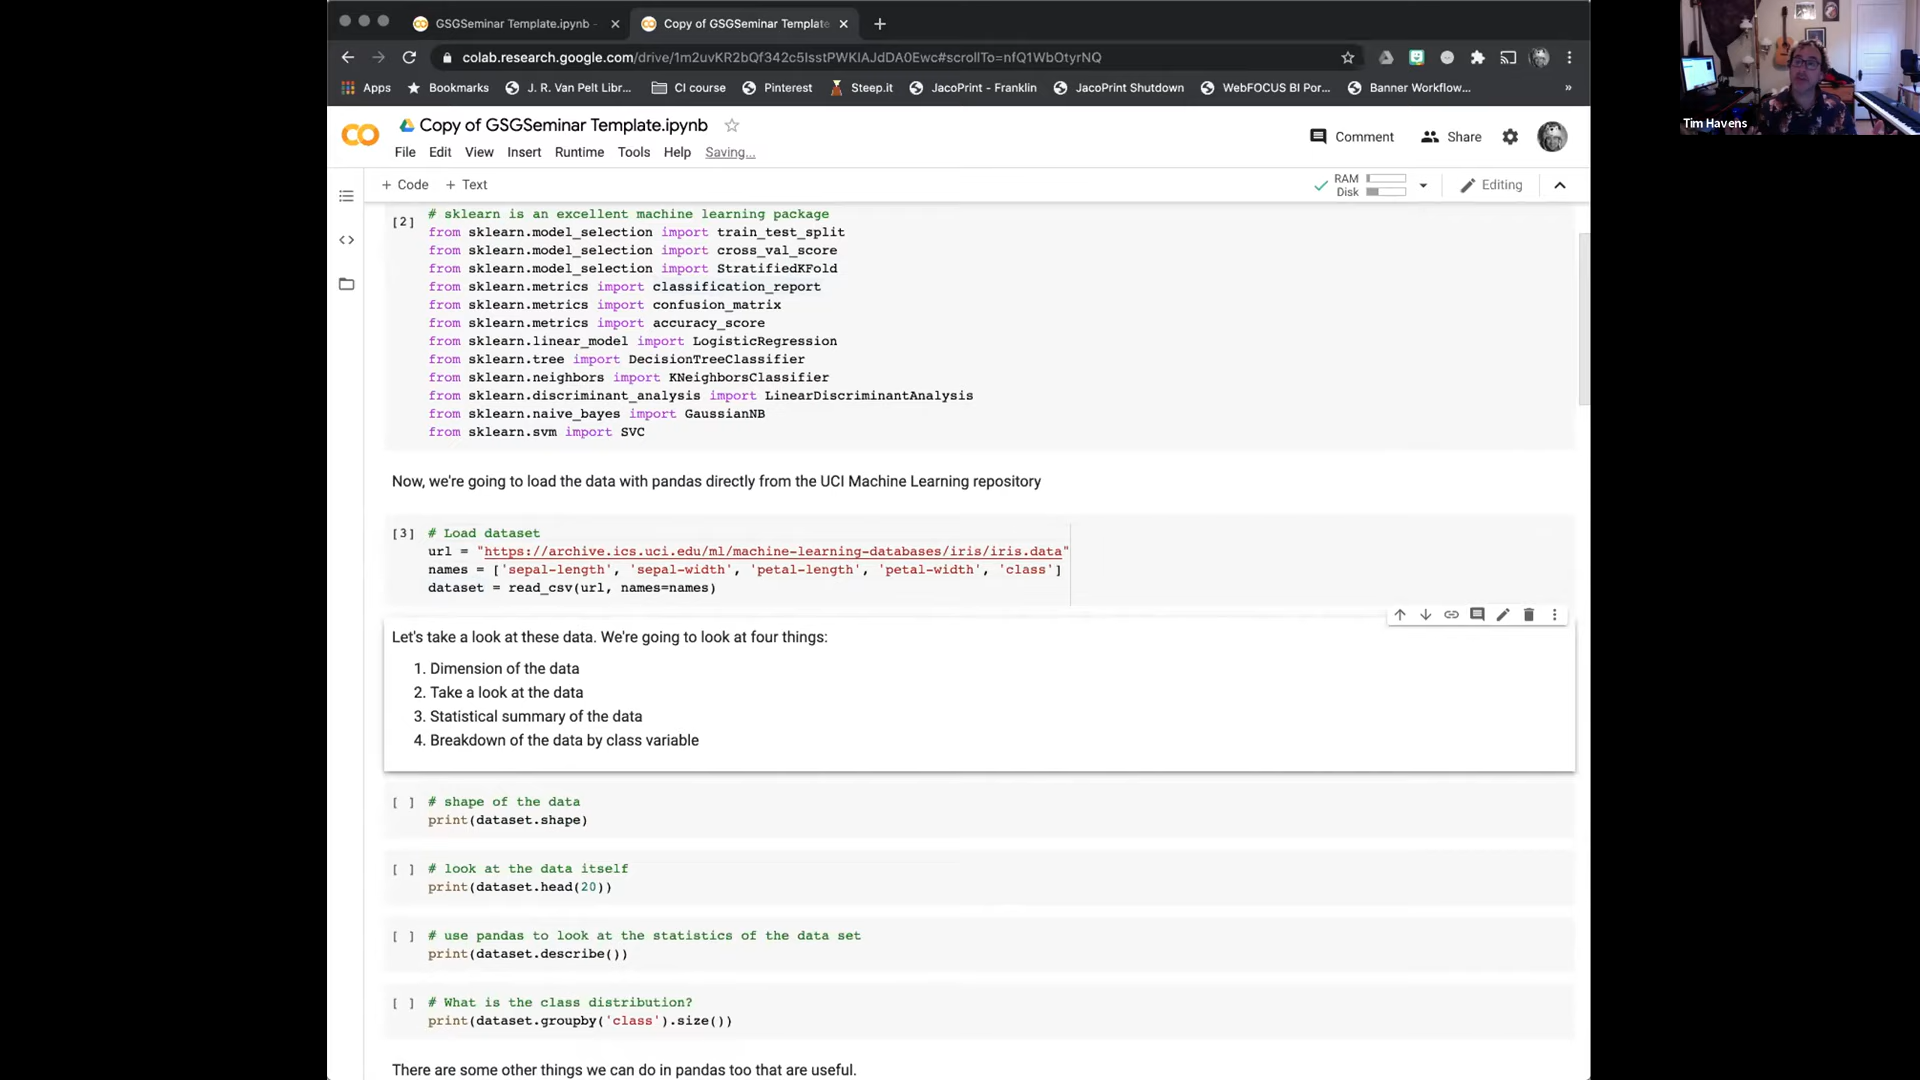 GSGSeminar Template.ipynb -
Copy of GSGSeminar Template
colab.research.google.com/drive/1m2uvKR2bQf342c5IsstPWKIAJdDA0Ewc#scrollTo=nfQ1WbOtyrNQ
Apps Bookmarks J. R. Van Pelt Libr... CI course Pinterest Steep.it JacoPrint - Franklin JacoPrint Shutdown WebFOCUS BI Por... Banner Workflow... »
Copy of GSGSeminar Template.ipynb
Comment Share
File Edit View Insert Runtime Tools Help Saving...
Tim Havens
+ Code + Text
RAM
Disk
Editing
[2] # sklearn is an excellent machine learning package
from sklearn.model_selection import train_test_split
from sklearn.model_selection import cross_val_score
from sklearn.model_selection import StratifiedKFold
from sklearn.metrics import classification_report
from sklearn.metrics import confusion_matrix
from sklearn.metrics import accuracy_score
from sklearn.linear_model import LogisticRegression
from sklearn.tree import DecisionTreeClassifier
from sklearn.neighbors import KNeighborsClassifier
from sklearn.discriminant_analysis import LinearDiscriminantAnalysis
from sklearn.naive_bayes import GaussianNB
from sklearn.svm import SVC
Now, we're going to load the data with pandas directly from the UCI Machine Learning repository
[3] # Load dataset
url = "https://archive.ics.uci.edu/ml/machine-learning-databases/iris/iris.data"
names = ['sepal-length', 'sepal-width', 'petal-length', 'petal-width', 'class']
dataset = read_csv(url, names=names)
Let's take a look at these data. We're going to look at four things:
1. Dimension of the data
2. Take a look at the data
3. Statistical summary of the data
4. Breakdown of the data by class variable
[ ] # shape of the data
print(dataset.shape)
[ ] # look at the data itself
print(dataset.head(20))
[ ] # use pandas to look at the statistics of the data set
print(dataset.describe())
[ ] # What is the class distribution?
print(dataset.groupby('class').size())
There are some other things we can do in pandas too that are useful.